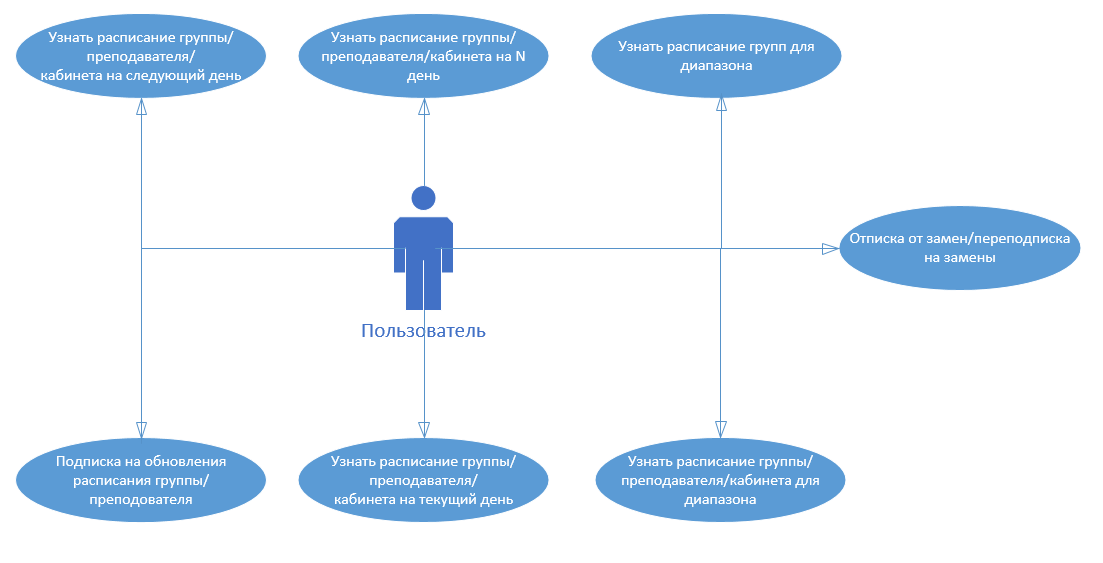 Узнать расписание группы/
преподавателя/
кабинета на следующий день
Узнать расписание группы/
преподавателя/кабинета на N
день
Узнать расписание групп для
диапазона
Отписка от замен/переподписка
на замены
Пользователь
Подписка на обновления
расписания группы/
преподователя
Узнать расписание группы/
преподаватeля/
кабинета на текущий день
Узнать расписание группы/
преподавателя/кабинета для
диапазона